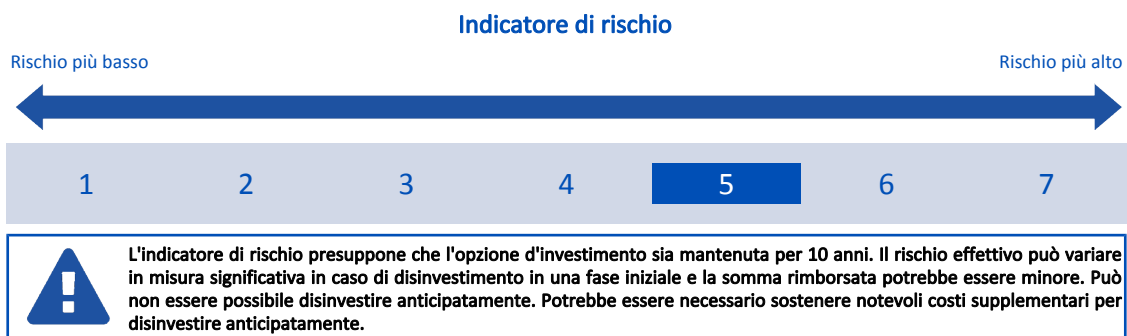 Indicatore di rischio
Rischio più basso
Rischio più alto
1 2 3 4 5 6 7
L'indicatore di rischio presuppone che l'opzione d'investimento sia mantenuta per 10 anni. Il rischio effettivo può variare
in misura significativa in caso di disinvestimento in una fase iniziale e la somma rimborsata potrebbe essere minore. Può
non essere possibile disinvestire anticipatamente. Potrebbe essere necessario sostenere notevoli costi supplementari per
disinvestire anticipatamente.